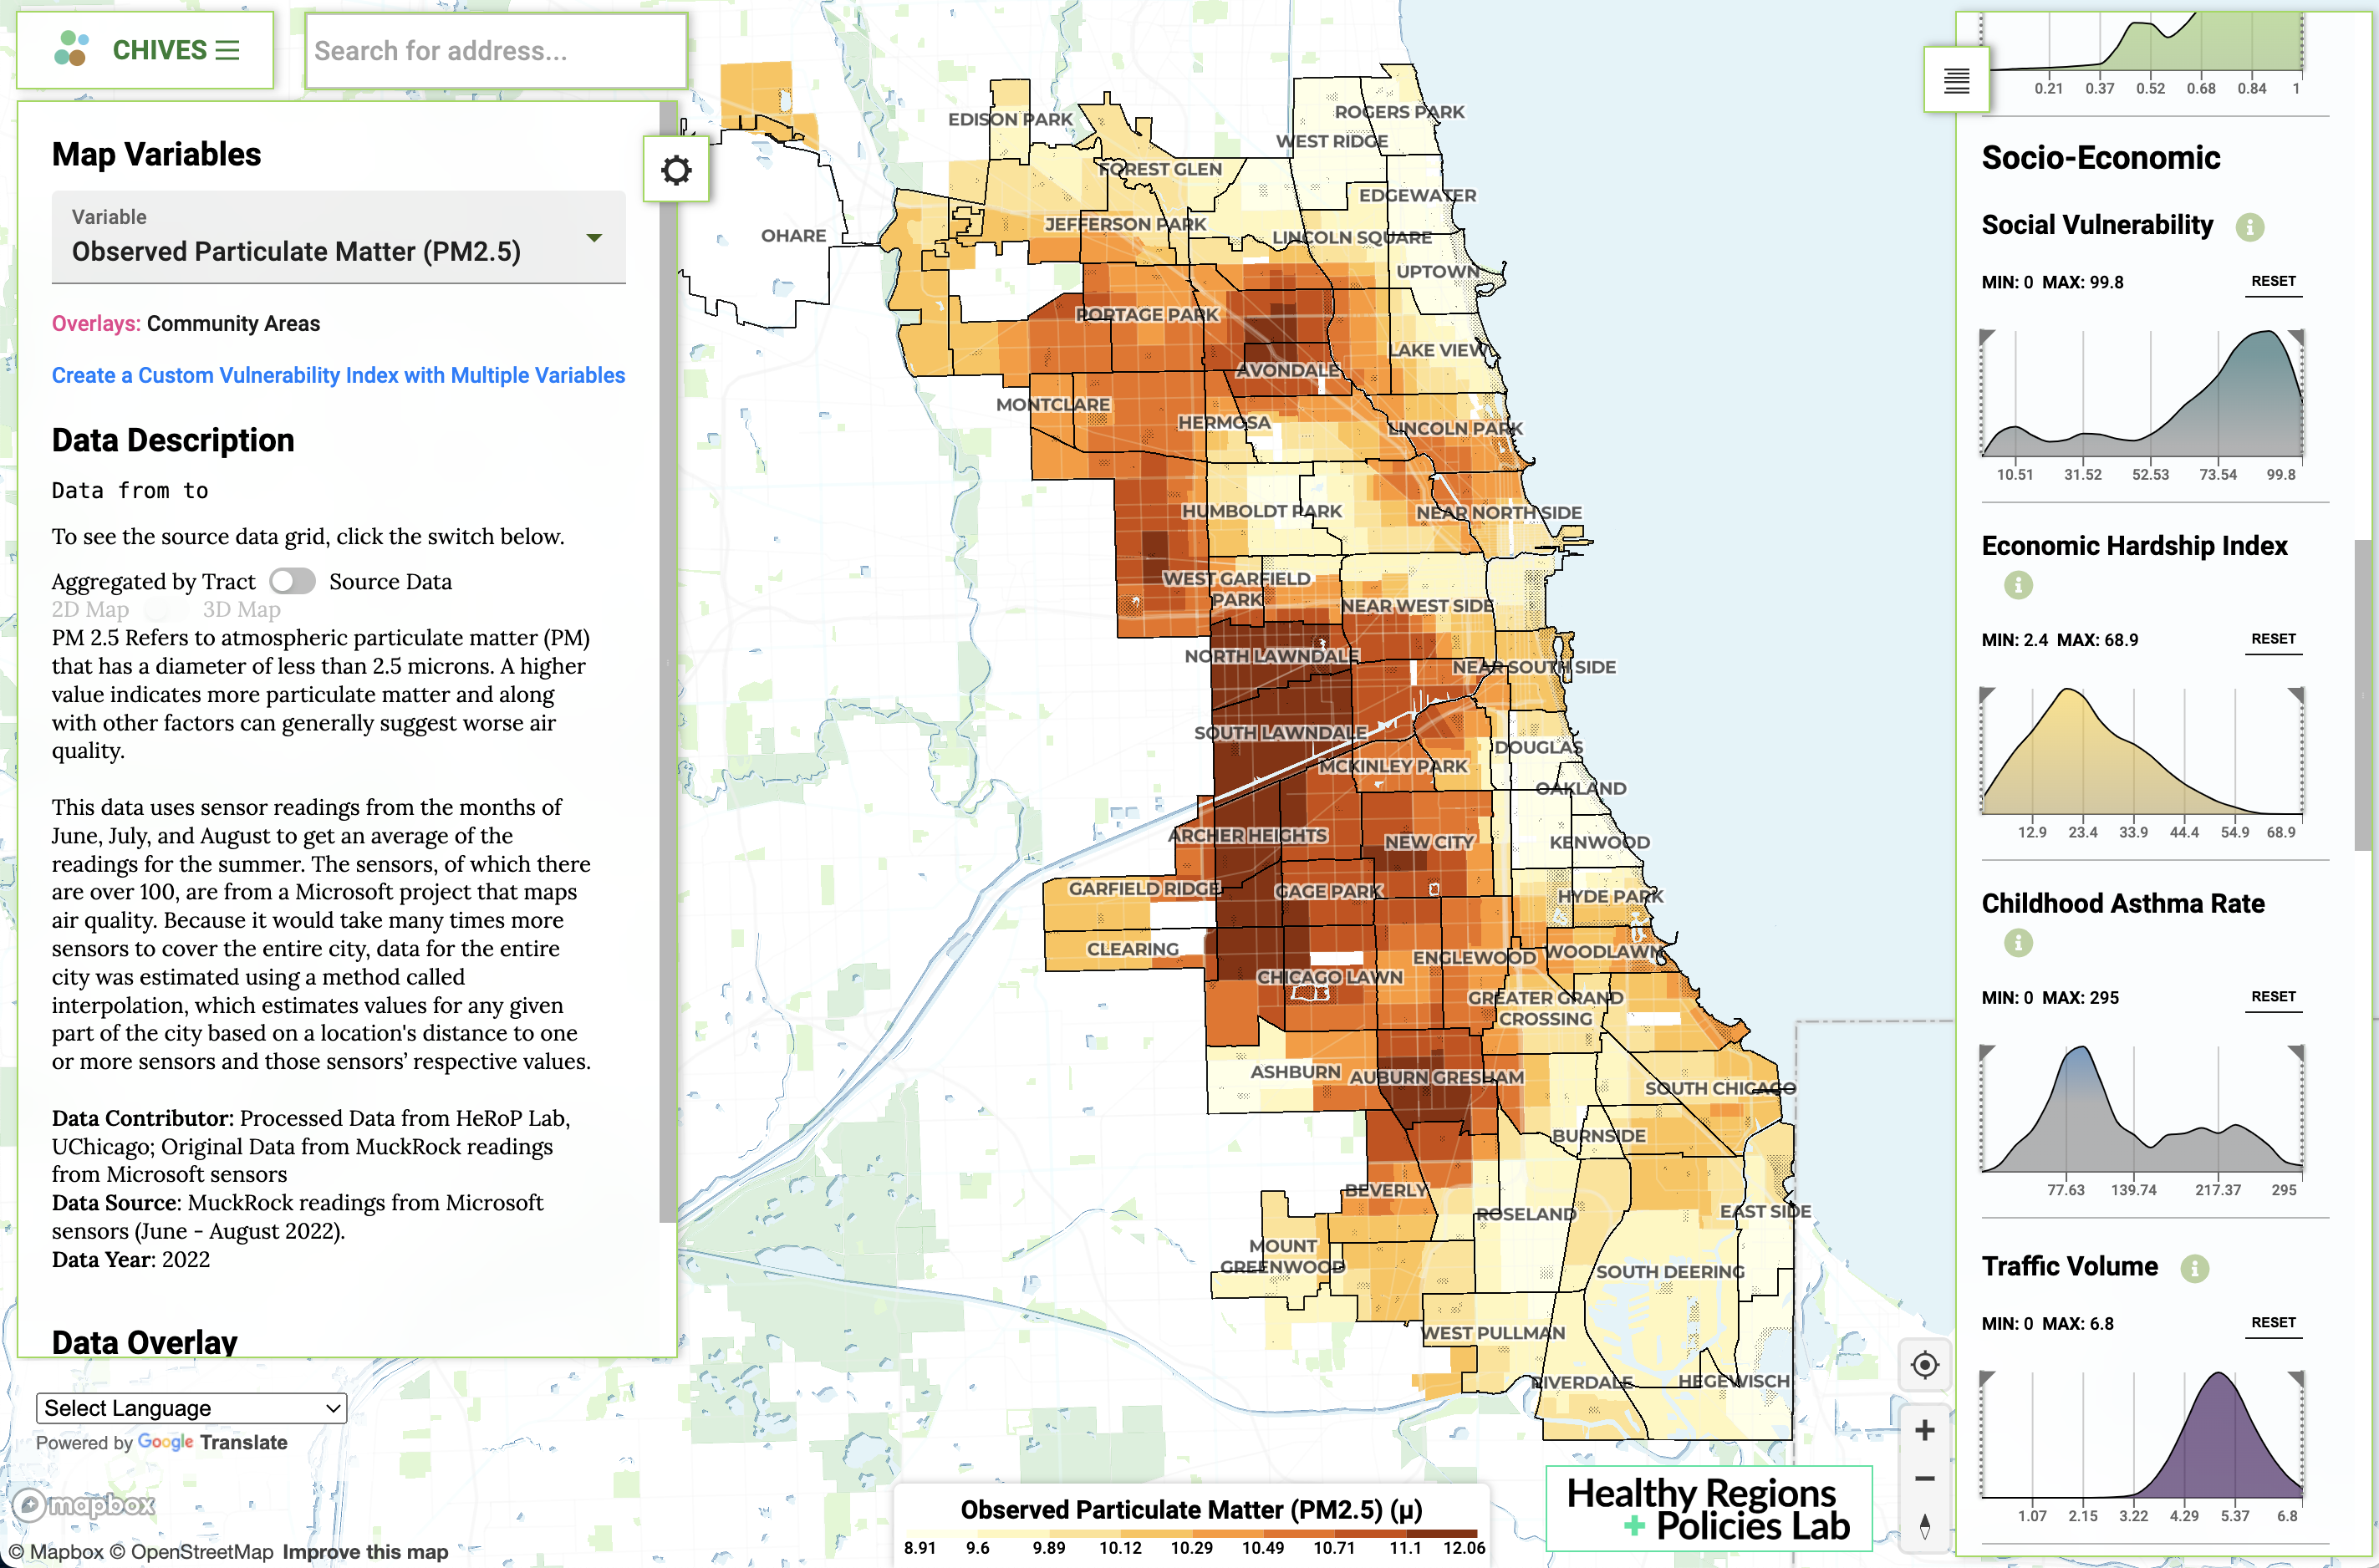 CHIVES
Search for address...
Map Variables
Variable
Observed Particulate Matter (PM2.5)
Overlays: Community Areas
Create a Custom Vulnerability Index with Multiple Variables
Data Description
Data from to
To see the source data grid, click the switch below.
Aggregated by Tract Source Data
2D Map 3D Map
PM 2.5 Refers to atmospheric particulate matter (PM)
that has a diameter of less than 2.5 microns. A higher
value indicates more particulate matter and along
with other factors can generally suggest worse air
quality.
This data uses sensor readings from the months of
June, July, and August to get an average of the
readings for the summer. The sensors, of which there
are over 100, are from a Microsoft project that maps
air quality. Because it would take many times more
sensors to cover the entire city, data for the entire
city was estimated using a method called
interpolation, which estimates values for any given
part of the city based on a location's distance to one
or more sensors and those sensors’ respective values.
Data Contributor: Processed Data from HeRoP Lab,
UChicago; Original Data from MuckRock readings
from Microsoft sensors
Data Source: MuckRock readings from Microsoft
sensors (June - August 2022).
Data Year: 2022
Data Overlay
Select Language
Powered by Google Translate
mapbox
© Mapbox © OpenStreetMap Improve this map
EDISON PARK
ROGERS PARK
WEST RIDGE
FOREST GLEN
EDGEWATER
JEFFERSON PARK
OHARE
LINCOLN SQUARE
UPTOWN
PORTAGE PARK
LAKE VIEW
AVONDALE
MONTCLARE
HERMOSA
LINCOLN PARK
HUMBOLDT PARK
NEAR NORTH SIDE
WEST GARFIELD
PARK
NEAR WEST SIDE
NORTH LAWNDALE
NEAR SOUTH SIDE
SOUTH LAWNDALE
DOUGLAS
MCKINLEY PARK
OAKLAND
ARCHER HEIGHTS
NEW CITY
KENWOOD
GARFIELD RIDGE
GAGE PARK
HYDE PARK
CLEARING
ENGLEWOOD
WOODLAWN
CHICAGO LAWN
GREATER GRAND
CROSSING
ASHBURN
AUBURN GRESHAM
SOUTH CHICAGO
BURNSIDE
BEVERLY
ROSELAND
EAST SIDE
MOUNT
GREENWOOD
SOUTH DEERING
WEST PULLMAN
RIVERDALE
HEGEWISCH
Observed Particulate Matter (PM2.5) (μ)
8.91 9.6 9.89 10.12 10.29 10.49 10.71 11.1 12.06
Healthy Regions
+ Policies Lab
0.21 0.37 0.52 0.68 0.84 1
Socio-Economic
Social Vulnerability
MIN: 0 MAX: 99.8 RESET
10.51 31.52 52.53 73.54 99.8
Economic Hardship Index
MIN: 2.4 MAX: 68.9 RESET
12.9 23.4 33.9 44.4 54.9 68.9
Childhood Asthma Rate
MIN: 0 MAX: 295 RESET
77.63 139.74 217.37 295
Traffic Volume
MIN: 0 MAX: 6.8 RESET
1.07 2.15 3.22 4.29 5.37 6.8